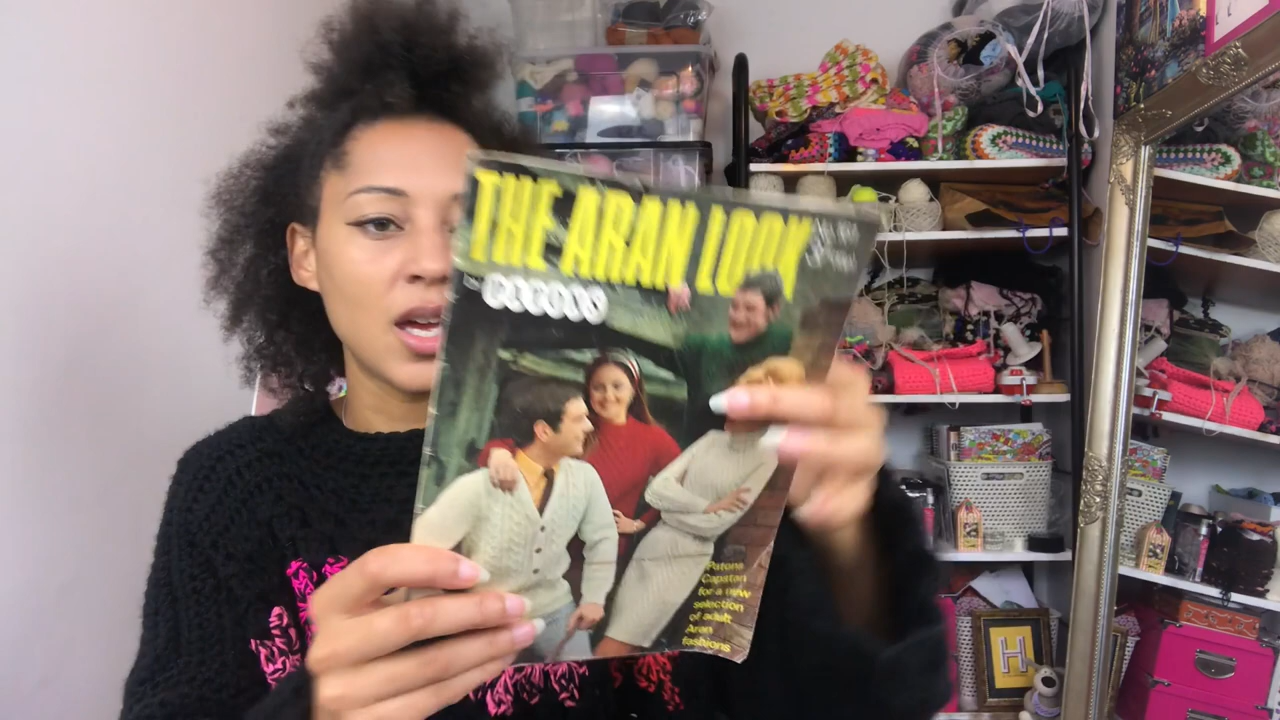 THE ARAN LOOK
Patons
Capstan
for a new
selection
of adult
Aran
fashions
H